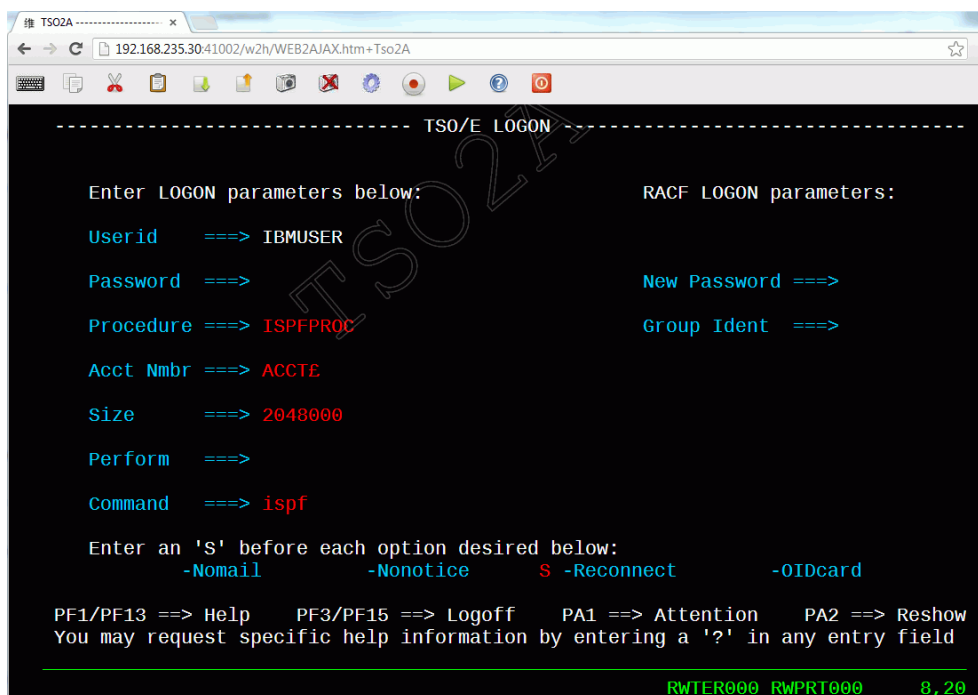 TSO2A --------------------- ×
192.168.235.30:41002/w2h/WEB2AJAX.htm+Tso2A
------------------------------- TSO/E LOGON -----------------------------------
TSO2A
Enter LOGON parameters below: RACF LOGON parameters:
Userid ===> IBMUSER
Password ===> New Password ===>
Procedure ===> ISPFPROC Group Ident ===>
Acct Nmbr ===> ACCT£
Size ===> 2048000
Perform ===>
Command ===> ispf
Enter an 'S' before each option desired below:
-Nomail -Nonotice S -Reconnect -OIDcard
PF1/PF13 ==> Help PF3/PF15 ==> Logoff PA1 ==> Attention PA2 ==> Reshow
You may request specific help information by entering a '?' in any entry field
RWTER000 RWPRT000 8,20